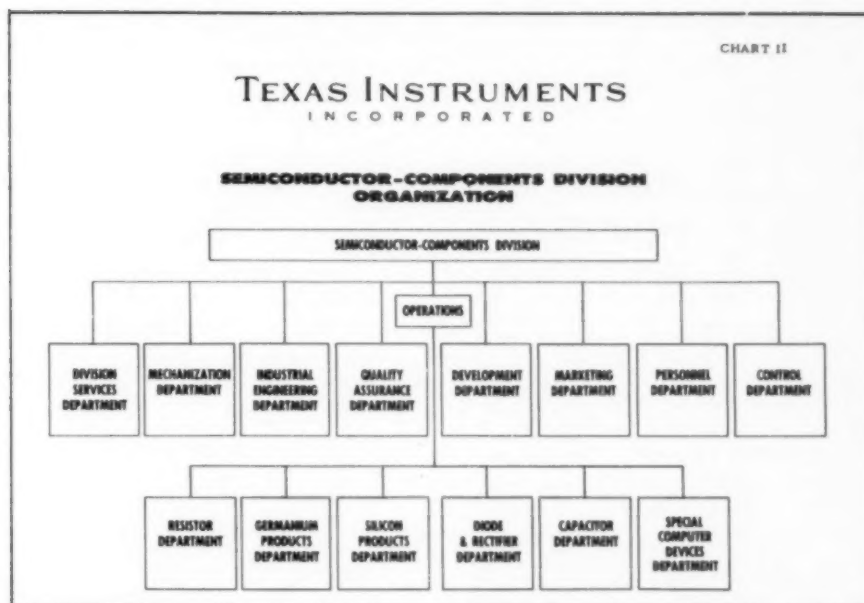 CHART II
TEXAS INSTRUMENTS
INCORPORATED
SEMICONDUCTOR-COMPONENTS DIVISION
ORGANIZATION
SEMICONDUCTOR-COMPONENTS DIVISION
OPERATIONS
DIVISION
SERVICES
DEPARTMENT
MECHANIZATION
DEPARTMENT
INDUSTRIAL
ENGINEERING
DEPARTMENT
QUALITY
ASSURANCE
DEPARTMENT
DEVELOPMENT
DEPARTMENT
MARKETING
DEPARTMENT
PERSONNEL
DEPARTMENT
CONTROL
DEPARTMENT
RESISTOR
DEPARTMENT
GERMANIUM
PRODUCTS
DEPARTMENT
SILICON
PRODUCTS
DEPARTMENT
DIODE
& RECTIFIER
DEPARTMENT
CAPACITOR
DEPARTMENT
SPECIAL
COMPUTER
DEVICES
DEPARTMENT